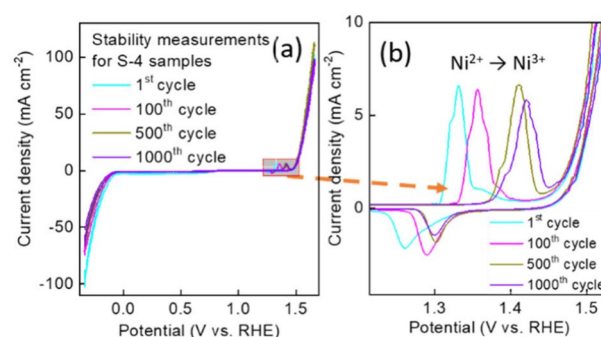 (a)
Stability measurements
for S-4 samples
1st cycle
100th cycle
500th cycle
1000th cycle
100
50
0
-50
-100
0.0
0.5
1.0
1.5
Current density (mA cm-2)
Potential (V vs. RHE)
(b)
Ni2+ → Ni3+
10
5
0
1.3
1.4
1.5
Current density (mA cm-2)
Potential (V vs. RHE)
1st cycle
100th cycle
500th cycle
1000th cycle